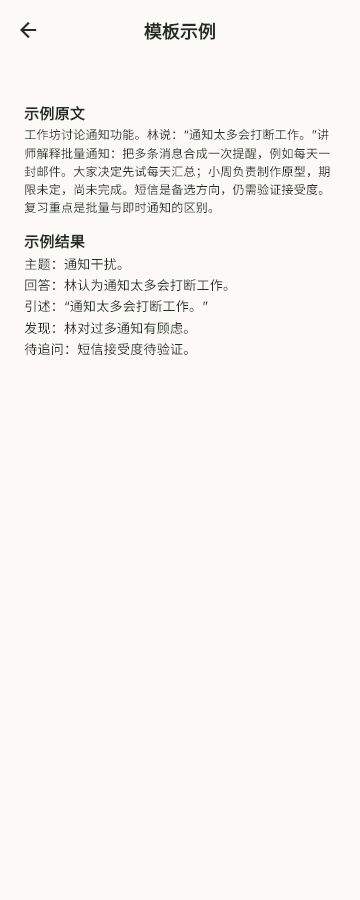 模板示例
示例原文
工作坊讨论通知功能。林说：“通知太多会打断工作。”讲
师解释批量通知：把多条消息合成一次提醒，例如每天一
封邮件。大家决定先试每天汇总；小周负责制作原型，期
限未定，尚未完成。短信是备选方向，仍需验证接受度。
复习重点是批量与即时通知的区别。
示例结果
主题：通知干扰。
回答：林认为通知太多会打断工作。
引述：“通知太多会打断工作。”
发现：林对过多通知有顾虑。
待追问：短信接受度待验证。